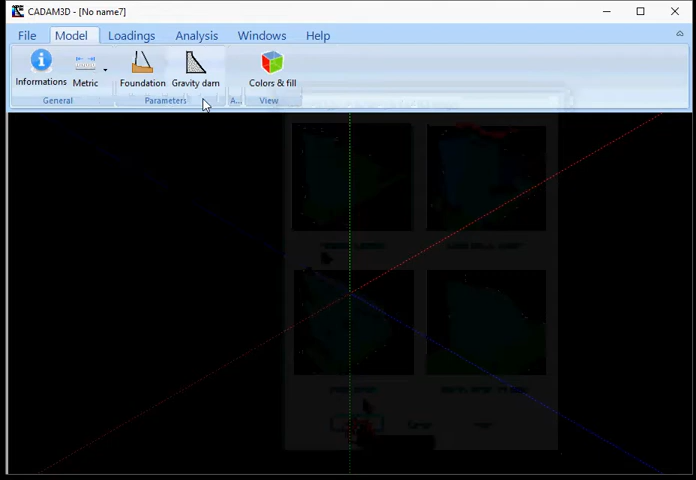 CADAM3D - [No name7]
File Model Loadings Analysis Windows Help
Informations Metric Foundation Gravity dam Colors & fill
General Parameters A... View